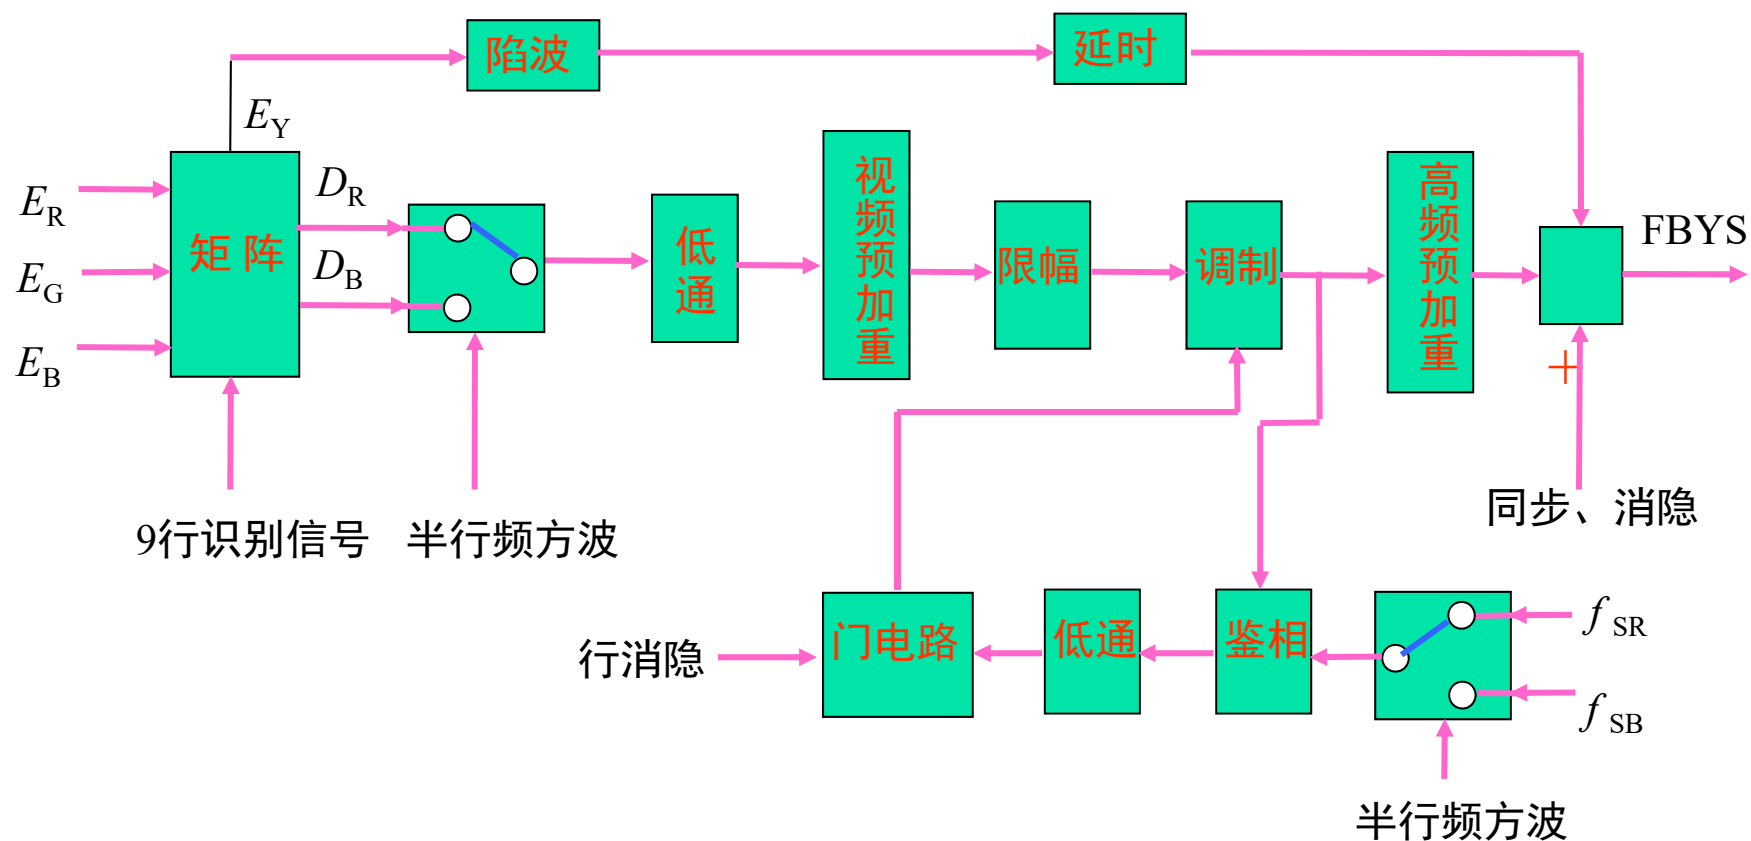 陷波
延时
E_Y
视频预加重
高频预加重
E_R
D_R
矩 阵
低通
限幅
调制
FBYS
D_B
E_G
E_B
+
9行识别信号
半行频方波
同步、消隐
行消隐
门电路
低通
鉴相
f SR
f SB
半行频方波